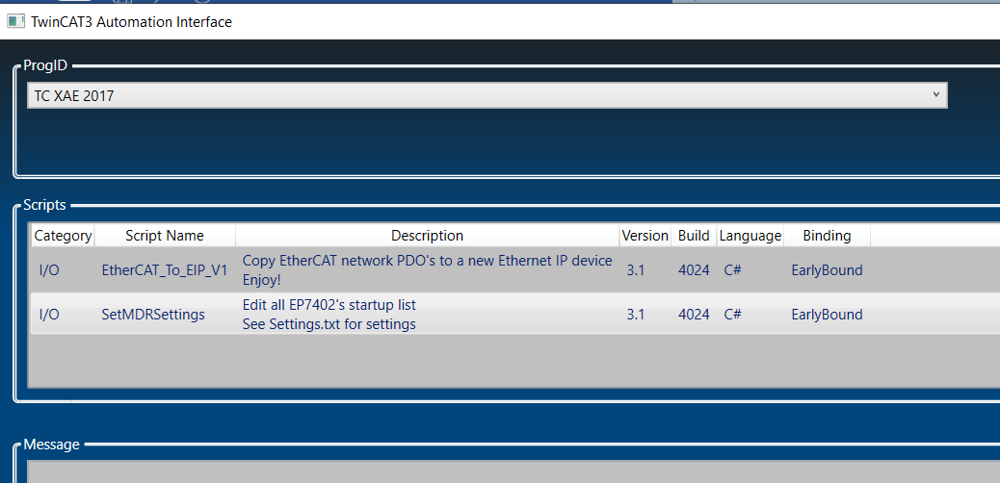 TwinCAT3 Automation Interface
ProgID
TC XAE 2017
Scripts
Category Script Name Description Version Build Language Binding
I/O EtherCAT_To_EIP_V1 Copy EtherCAT network PDO's to a new Ethernet IP device 3.1 4024 C# EarlyBound
Enjoy!
I/O SetMDRSettings Edit all EP7402's startup list 3.1 4024 C# EarlyBound
See Settings.txt for settings
Message